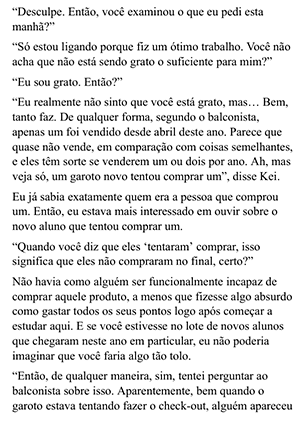 “Desculpe. Então, você examinou o que eu pedi esta
manhã?”
“Só estou ligando porque fiz um ótimo trabalho. Você não
acha que não está sendo grato o suficiente para mim?”
“Eu sou grato. Então?”
“Eu realmente não sinto que você está grato, mas… Bem,
tanto faz. De qualquer forma, segundo o balconista,
apenas um foi vendido desde abril deste ano. Parece que
quase não vende, em comparação com coisas semelhantes,
e eles têm sorte se venderem um ou dois por ano. Ah, mas
veja só, um garoto novo tentou comprar um”, disse Kei.
Eu já sabia exatamente quem era a pessoa que comprou
um. Então, eu estava mais interessado em ouvir sobre o
novo aluno que tentou comprar um.
“Quando você diz que eles ‘tentaram’ comprar, isso
significa que eles não compraram no final, certo?”
Não havia como alguém ser funcionalmente incapaz de
comprar aquele produto, a menos que fizesse algo absurdo
como gastar todos os seus pontos logo após começar a
estudar aqui. E se você estivesse no lote de novos alunos
que chegaram neste ano em particular, eu não poderia
imaginar que você faria algo tão tolo.
“Então, de qualquer maneira, sim, tentei perguntar ao
balconista sobre isso. Aparentemente, bem quando o
garoto estava tentando fazer o check-out, alguém apareceu